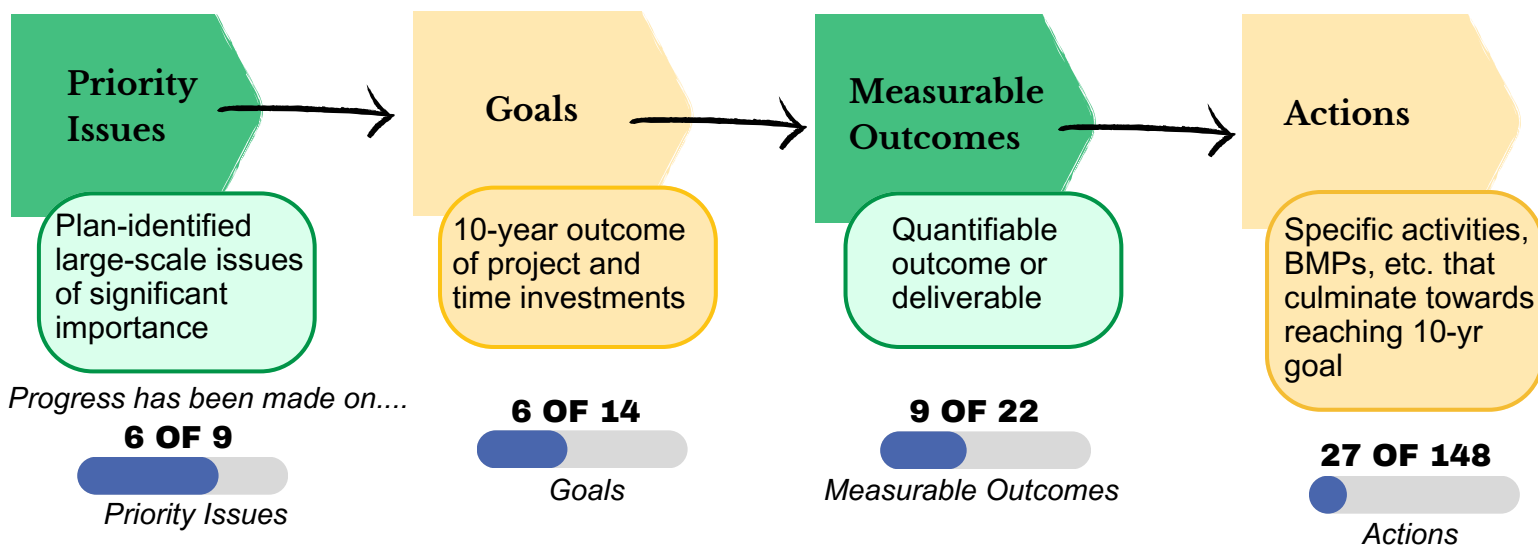 Priority
Issues
Goals
Measurable
Outcomes
Actions
Plan-identified
large-scale issues
of significant
importance
10-year outcome
of project and
time investments
Quantifiable
outcome or
deliverable
Specific activities,
BMPs, etc. that
culminate towards
reaching 10-yr
goal
Progress has been made on....
6 OF 9
Priority Issues
6 OF 14
Goals
9 OF 22
Measurable Outcomes
27 OF 148
Actions